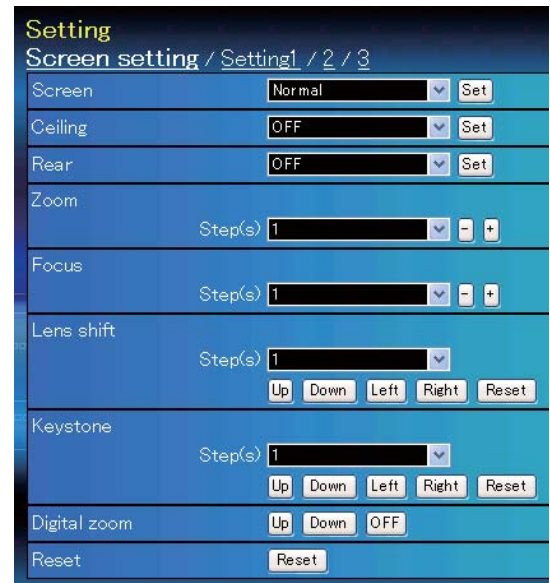 Setting
Screen setting / Setting1 / 2 / 3
Screen Normal Set
Ceiling OFF Set
Rear OFF Set
Zoom
Step(s) 1 - +
Focus
Step(s) 1 - +
Lens shift
Step(s) 1
Up Down Left Right Reset
Keystone
Step(s) 1
Up Down Left Right Reset
Digital zoom Up Down OFF
Reset Reset